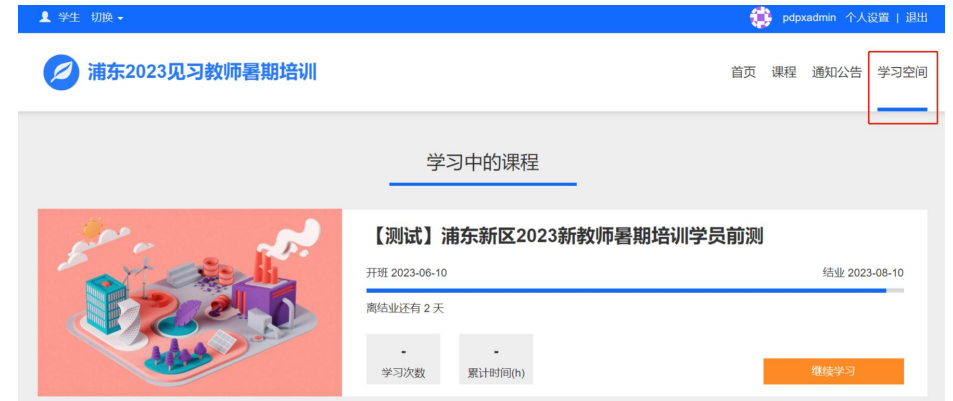 学生 切换
pdpxadmin 个人设置 | 退出
浦东2023见习教师暑期培训
首页 课程 通知公告 学习空间
学习中的课程
【测试】浦东新区2023新教师暑期培训学员前测
开班 2023-06-10 结业 2023-08-10
离结业还有 2 天
- -
学习次数 累计时间(h)
继续学习